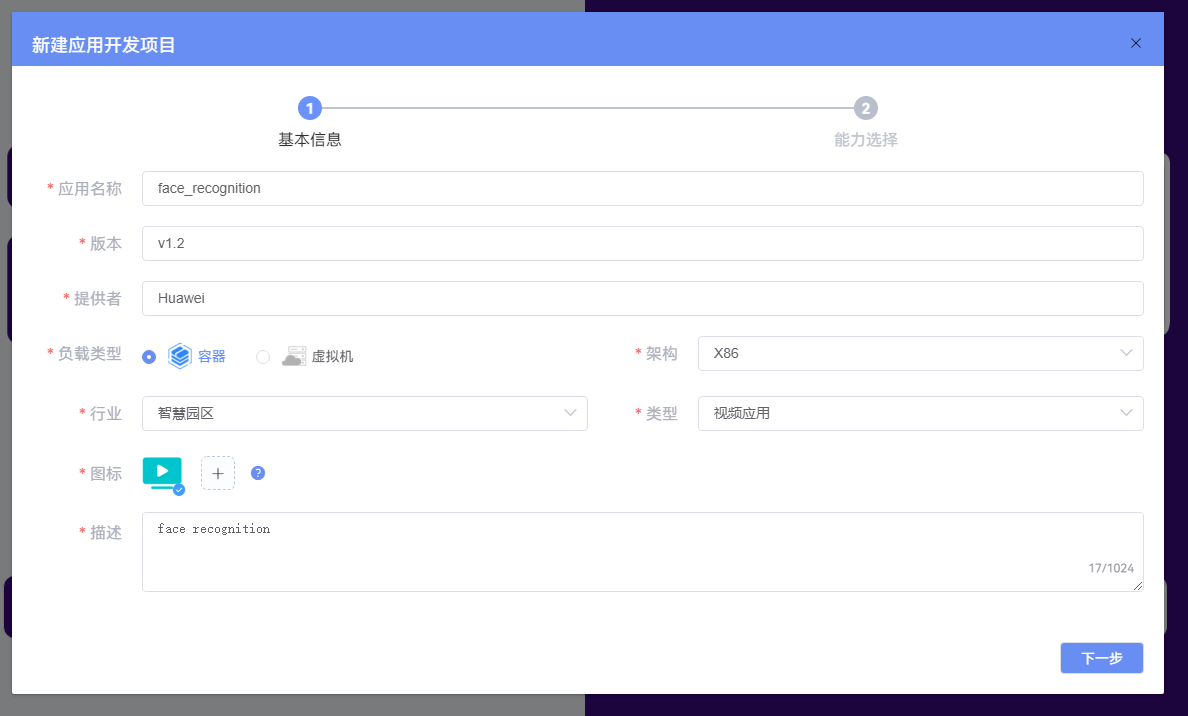 新建应用开发项目
1
2
基本信息
能力选择
* 应用名称
face_recognition
* 版本
v1.2
* 提供者
Huawei
* 负载类型
容器
虚拟机
* 架构
X86
* 行业
智慧园区
* 类型
视频应用
* 图标
?
* 描述
face recognition
17/1024
下一步